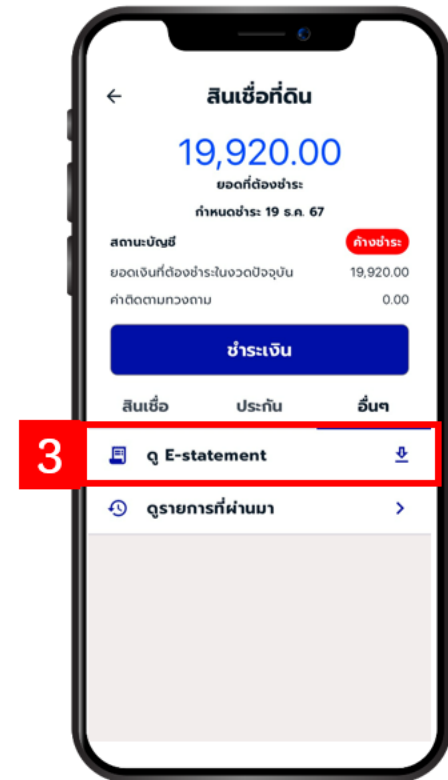 สินเชื่อที่ดิน
19,920.00
ยอดที่ต้องชำระ
กำหนดชำระ 19 ธ.ค. 67
สถานะบัญชี ค้างชำระ
ยอดเงินที่ต้องชำระในงวดปัจจุบัน 19,920.00
ค่าติดตามทวงถาม 0.00
ชำระเงิน
สินเชื่อ ประกัน อื่นๆ
3 ดู E-statement
ดูรายการที่ผ่านมา